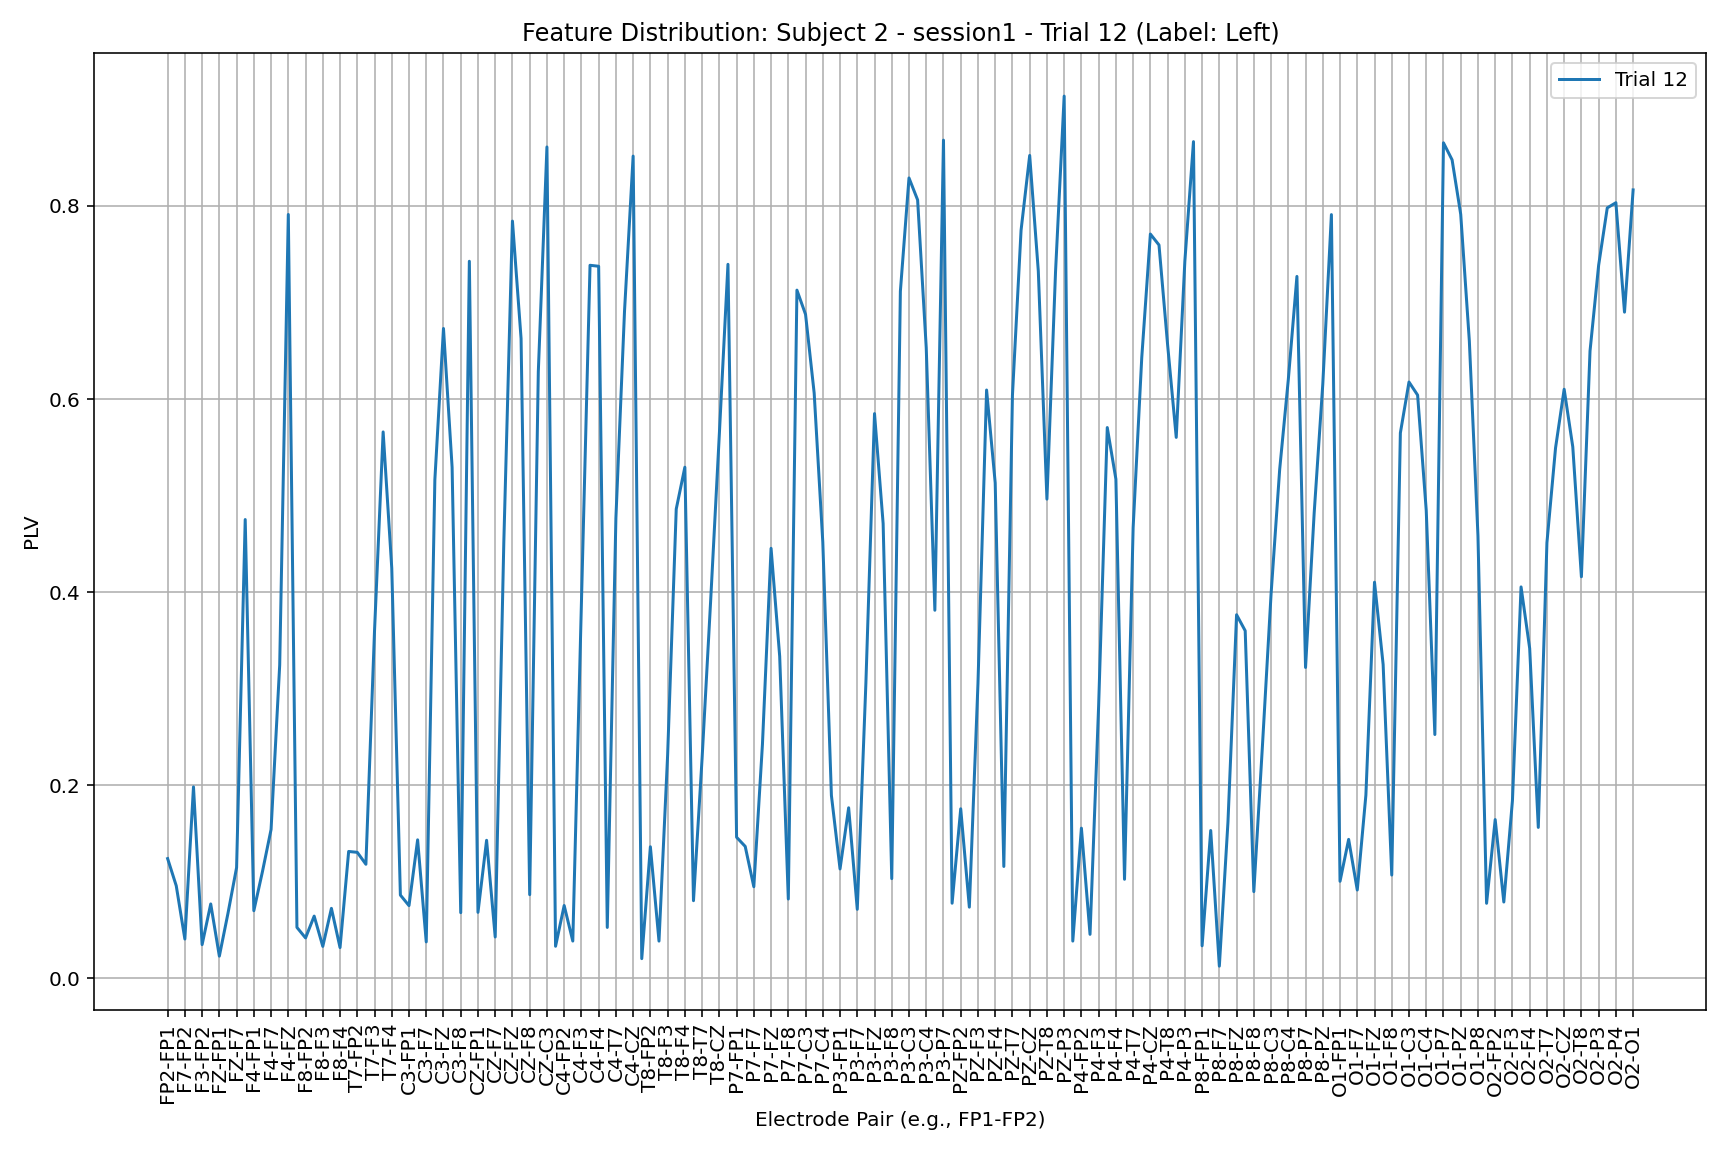 Feature Distribution: Subject 2 - session1 - Trial 12 (Label: Left)
Trial 12
PLV
0.8
0.6
0.4
0.2
0.0
FP2-FP1
F7-FP2
F3-FP2
FZ-FP1
FZ-F7
F4-FP1
F4-F7
F4-FZ
F8-FP2
F8-F3
F8-F4
T7-FP2
T7-F3
T7-F4
C3-FP1
C3-F7
C3-FZ
C3-F8
CZ-FP1
CZ-F7
CZ-FZ
CZ-F8
CZ-C3
C4-FP2
C4-F3
C4-F4
C4-T7
C4-CZ
T8-FP2
T8-F3
T8-F4
T8-T7
T8-CZ
P7-FP1
P7-F7
P7-FZ
P7-F8
P7-C3
P7-C4
P3-FP1
P3-F7
P3-FZ
P3-F8
P3-C3
P3-C4
P3-P7
PZ-FP2
PZ-F3
PZ-F4
PZ-T7
PZ-CZ
PZ-T8
PZ-P3
P4-FP2
P4-F3
P4-F4
P4-T7
P4-CZ
P4-T8
P4-P3
P8-FP1
P8-F7
P8-FZ
P8-F8
P8-C3
P8-C4
P8-P7
P8-PZ
O1-FP1
O1-F7
O1-FZ
O1-F8
O1-C3
O1-C4
O1-P7
O1-PZ
O1-P8
O2-FP2
O2-F3
O2-F4
O2-T7
O2-CZ
O2-T8
O2-P3
O2-P4
O2-O1
Electrode Pair (e.g., FP1-FP2)